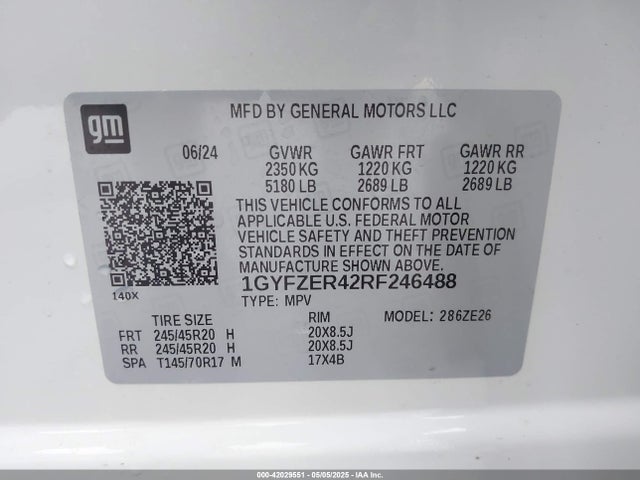 gm
MFD BY GENERAL MOTORS LLC
06/24 GVWR GAWR FRT GAWR RR
2350 KG 1220 KG 1220 KG
5180 LB 2689 LB 2689 LB
THIS VEHICLE CONFORMS TO ALL
APPLICABLE U.S. FEDERAL MOTOR
VEHICLE SAFETY AND THEFT PREVENTION
STANDARDS IN EFFECT ON THE DATE OF
MANUFACTURE SHOWN ABOVE.
1GYFZER42RF246488
140X
TYPE: MPV
TIRE SIZE RIM MODEL: 286ZE26
FRT 245/45R20 H 20X8.5J
RR 245/45R20 H 20X8.5J
SPA T145/70R17 M 17X4B
000-42029551 - 05/05/2025 - IAAI.COM